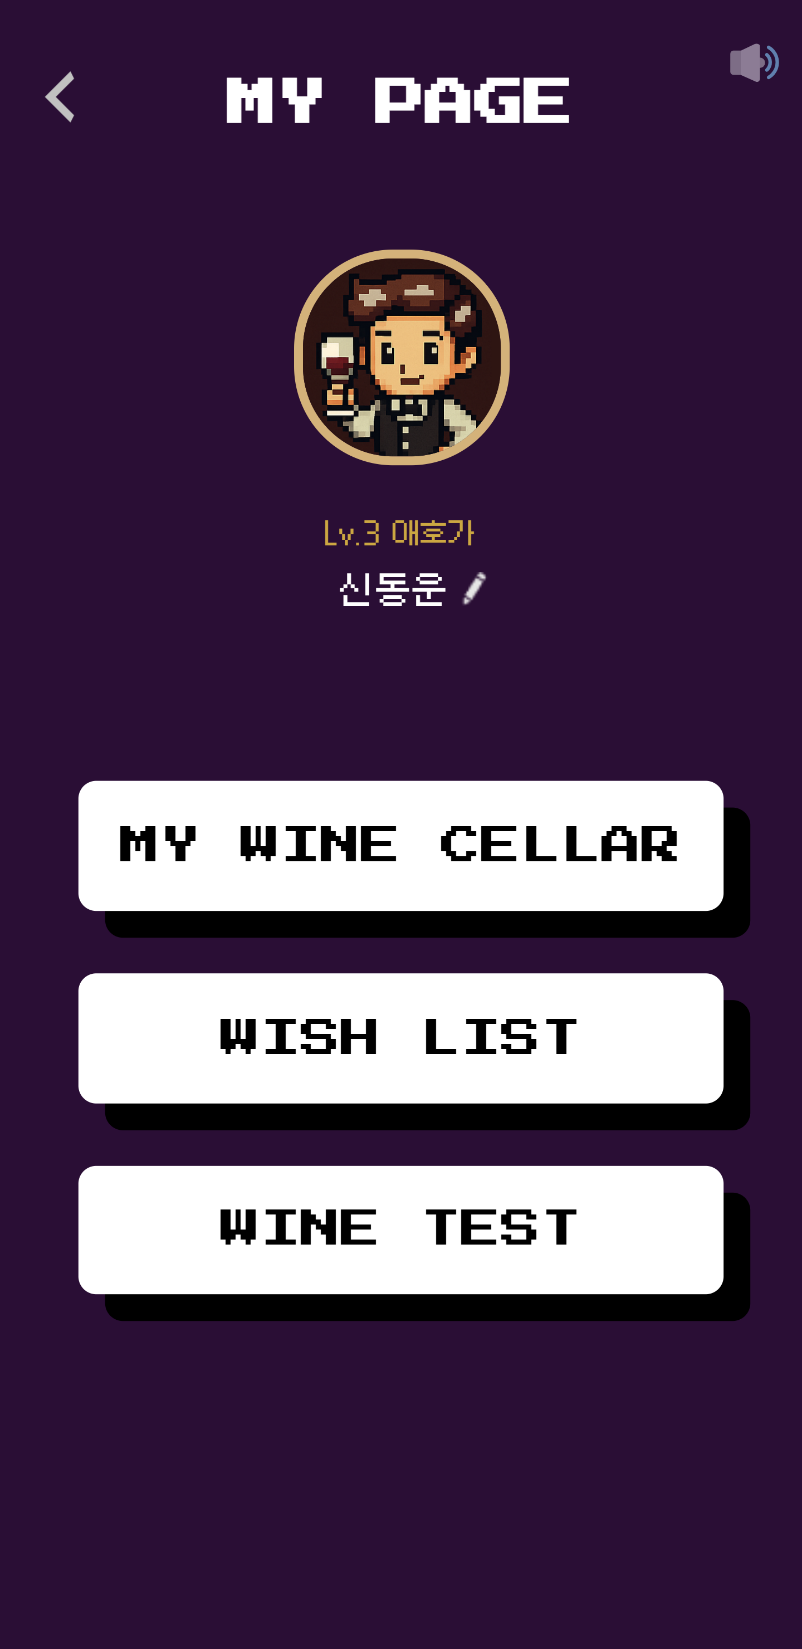 MY PAGE
Lv.3 애호가
신동운
MY WINE CELLAR
WISH LIST
WINE TEST